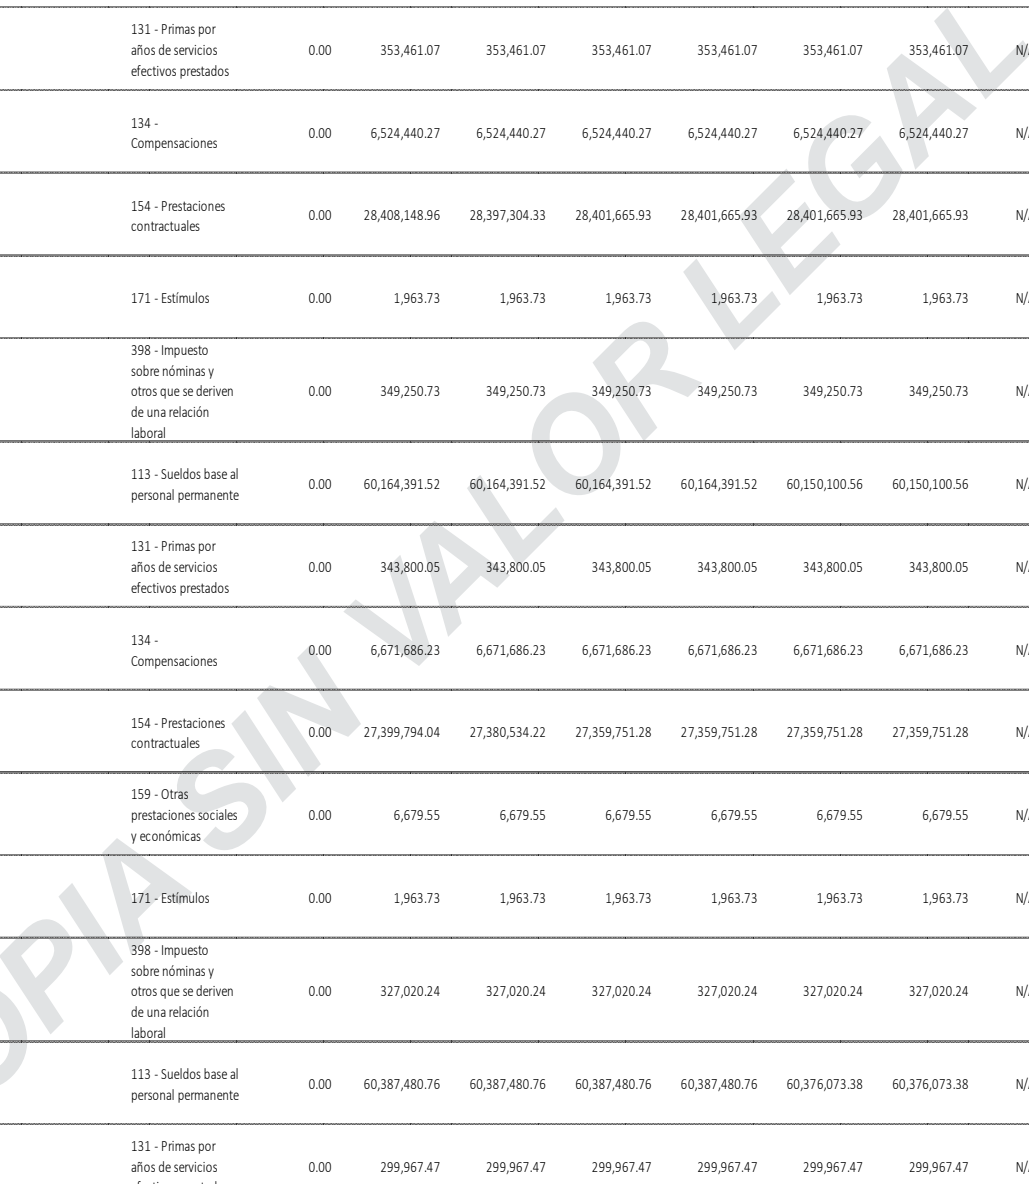 131 - Primas por
años de servicios
efectivos prestados
0.00 353,461.07 353,461.07 353,461.07 353,461.07 353,461.07 353,461.07 N/
134 -
Compensaciones
0.00 6,524,440.27 6,524,440.27 6,524,440.27 6,524,440.27 6,524,440.27 6,524,440.27 N/
154 - Prestaciones
contractuales
0.00 28,408,148.96 28,397,304.33 28,401,665.93 28,401,665.93 28,401,665.93 28,401,665.93 N/
171 - Estímulos 0.00 1,963.73 1,963.73 1,963.73 1,963.73 1,963.73 1,963.73 N/
398 - Impuesto
sobre nóminas y
otros que se deriven
de una relación
laboral
0.00 349,250.73 349,250.73 349,250.73 349,250.73 349,250.73 349,250.73 N/
113 - Sueldos base al
personal permanente
0.00 60,164,391.52 60,164,391.52 60,164,391.52 60,164,391.52 60,150,100.56 60,150,100.56 N/
131 - Primas por
años de servicios
efectivos prestados
0.00 343,800.05 343,800.05 343,800.05 343,800.05 343,800.05 343,800.05 N/
134 -
Compensaciones
0.00 6,671,686.23 6,671,686.23 6,671,686.23 6,671,686.23 6,671,686.23 6,671,686.23 N/
154 - Prestaciones
contractuales
0.00 27,399,794.04 27,380,534.22 27,359,751.28 27,359,751.28 27,359,751.28 27,359,751.28 N/
159 - Otras
prestaciones sociales
y económicas
0.00 6,679.55 6,679.55 6,679.55 6,679.55 6,679.55 6,679.55 N/
171 - Estímulos 0.00 1,963.73 1,963.73 1,963.73 1,963.73 1,963.73 1,963.73 N/
398 - Impuesto
sobre nóminas y
otros que se deriven
de una relación
laboral
0.00 327,020.24 327,020.24 327,020.24 327,020.24 327,020.24 327,020.24 N/
113 - Sueldos base al
personal permanente
0.00 60,387,480.76 60,387,480.76 60,387,480.76 60,387,480.76 60,376,073.38 60,376,073.38 N/
131 - Primas por
años de servicios
0.00 299,967.47 299,967.47 299,967.47 299,967.47 299,967.47 299,967.47 N/
OPIA SIN VALOR LEGAL